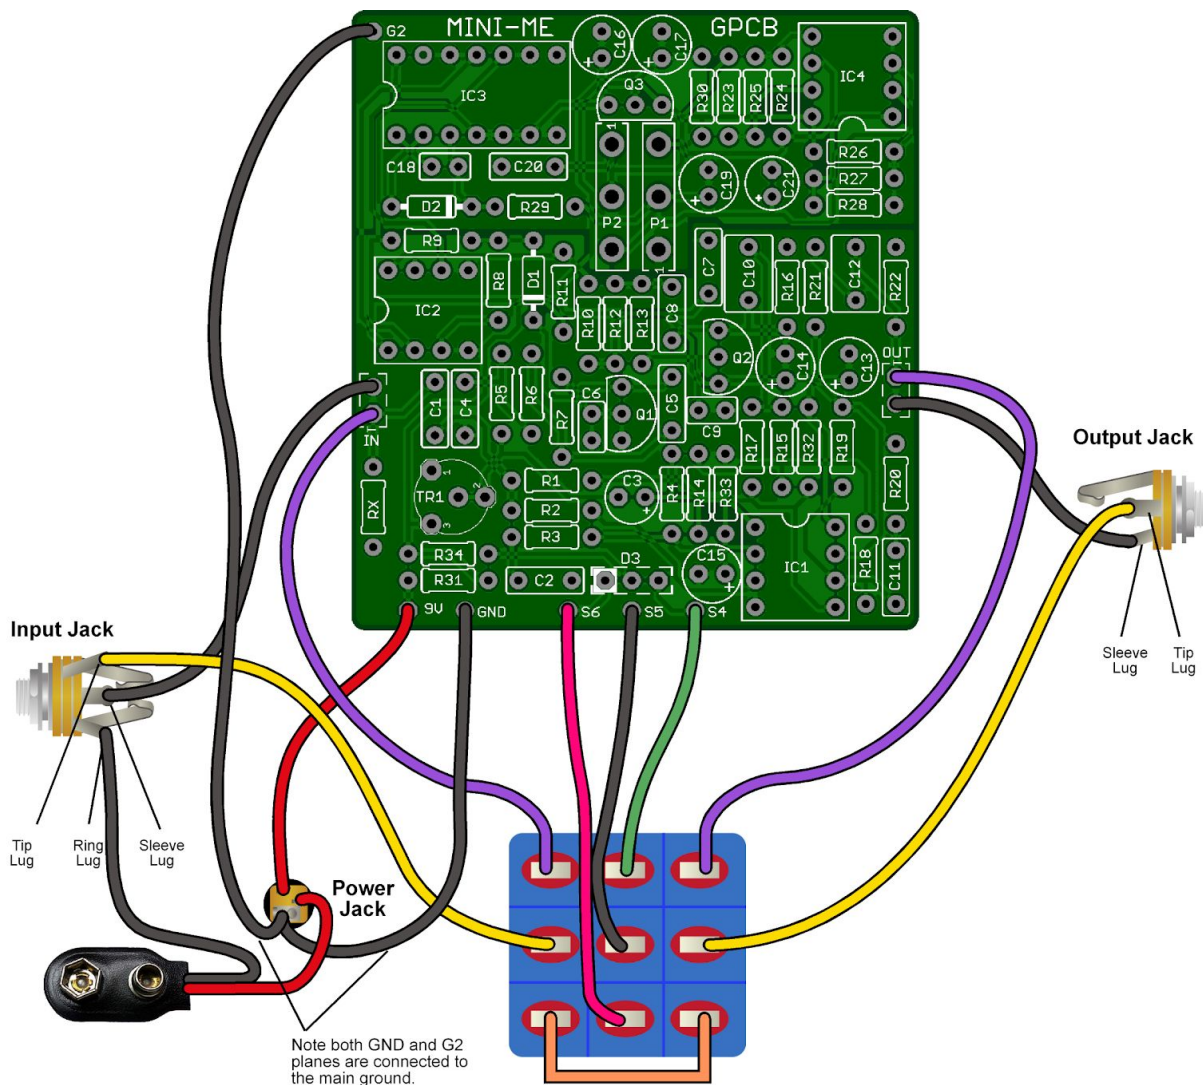 MINI-ME GPCB
G2
C16
C17
IC3
Q3
R30
R23
R25
R24
IC4
C18
C20
1
R26
R27
R28
C19
C21
D2
R29
P2
P1
1
R9
R8
D1
R11
C7
C10
R16
R21
C12
R22
IC2
R10
R12
R13
C8
Q2
C14
C13
OUT
C1
C4
R5
R6
R7
C6
Q1
C5
C9
R17
R15
R32
R19
R20
IN
RX
TR1
1
2
3
R1
R2
R3
C3
R4
R14
R33
R34
R31
C2
D3
C15
IC1
R18
C11
9V
GND
S6
S5
S4
Output Jack
Sleeve
Lug
Tip
Lug
Input Jack
Tip
Lug
Ring
Lug
Sleeve
Lug
Power
Jack
Note both GND and G2
planes are connected to
the main ground.